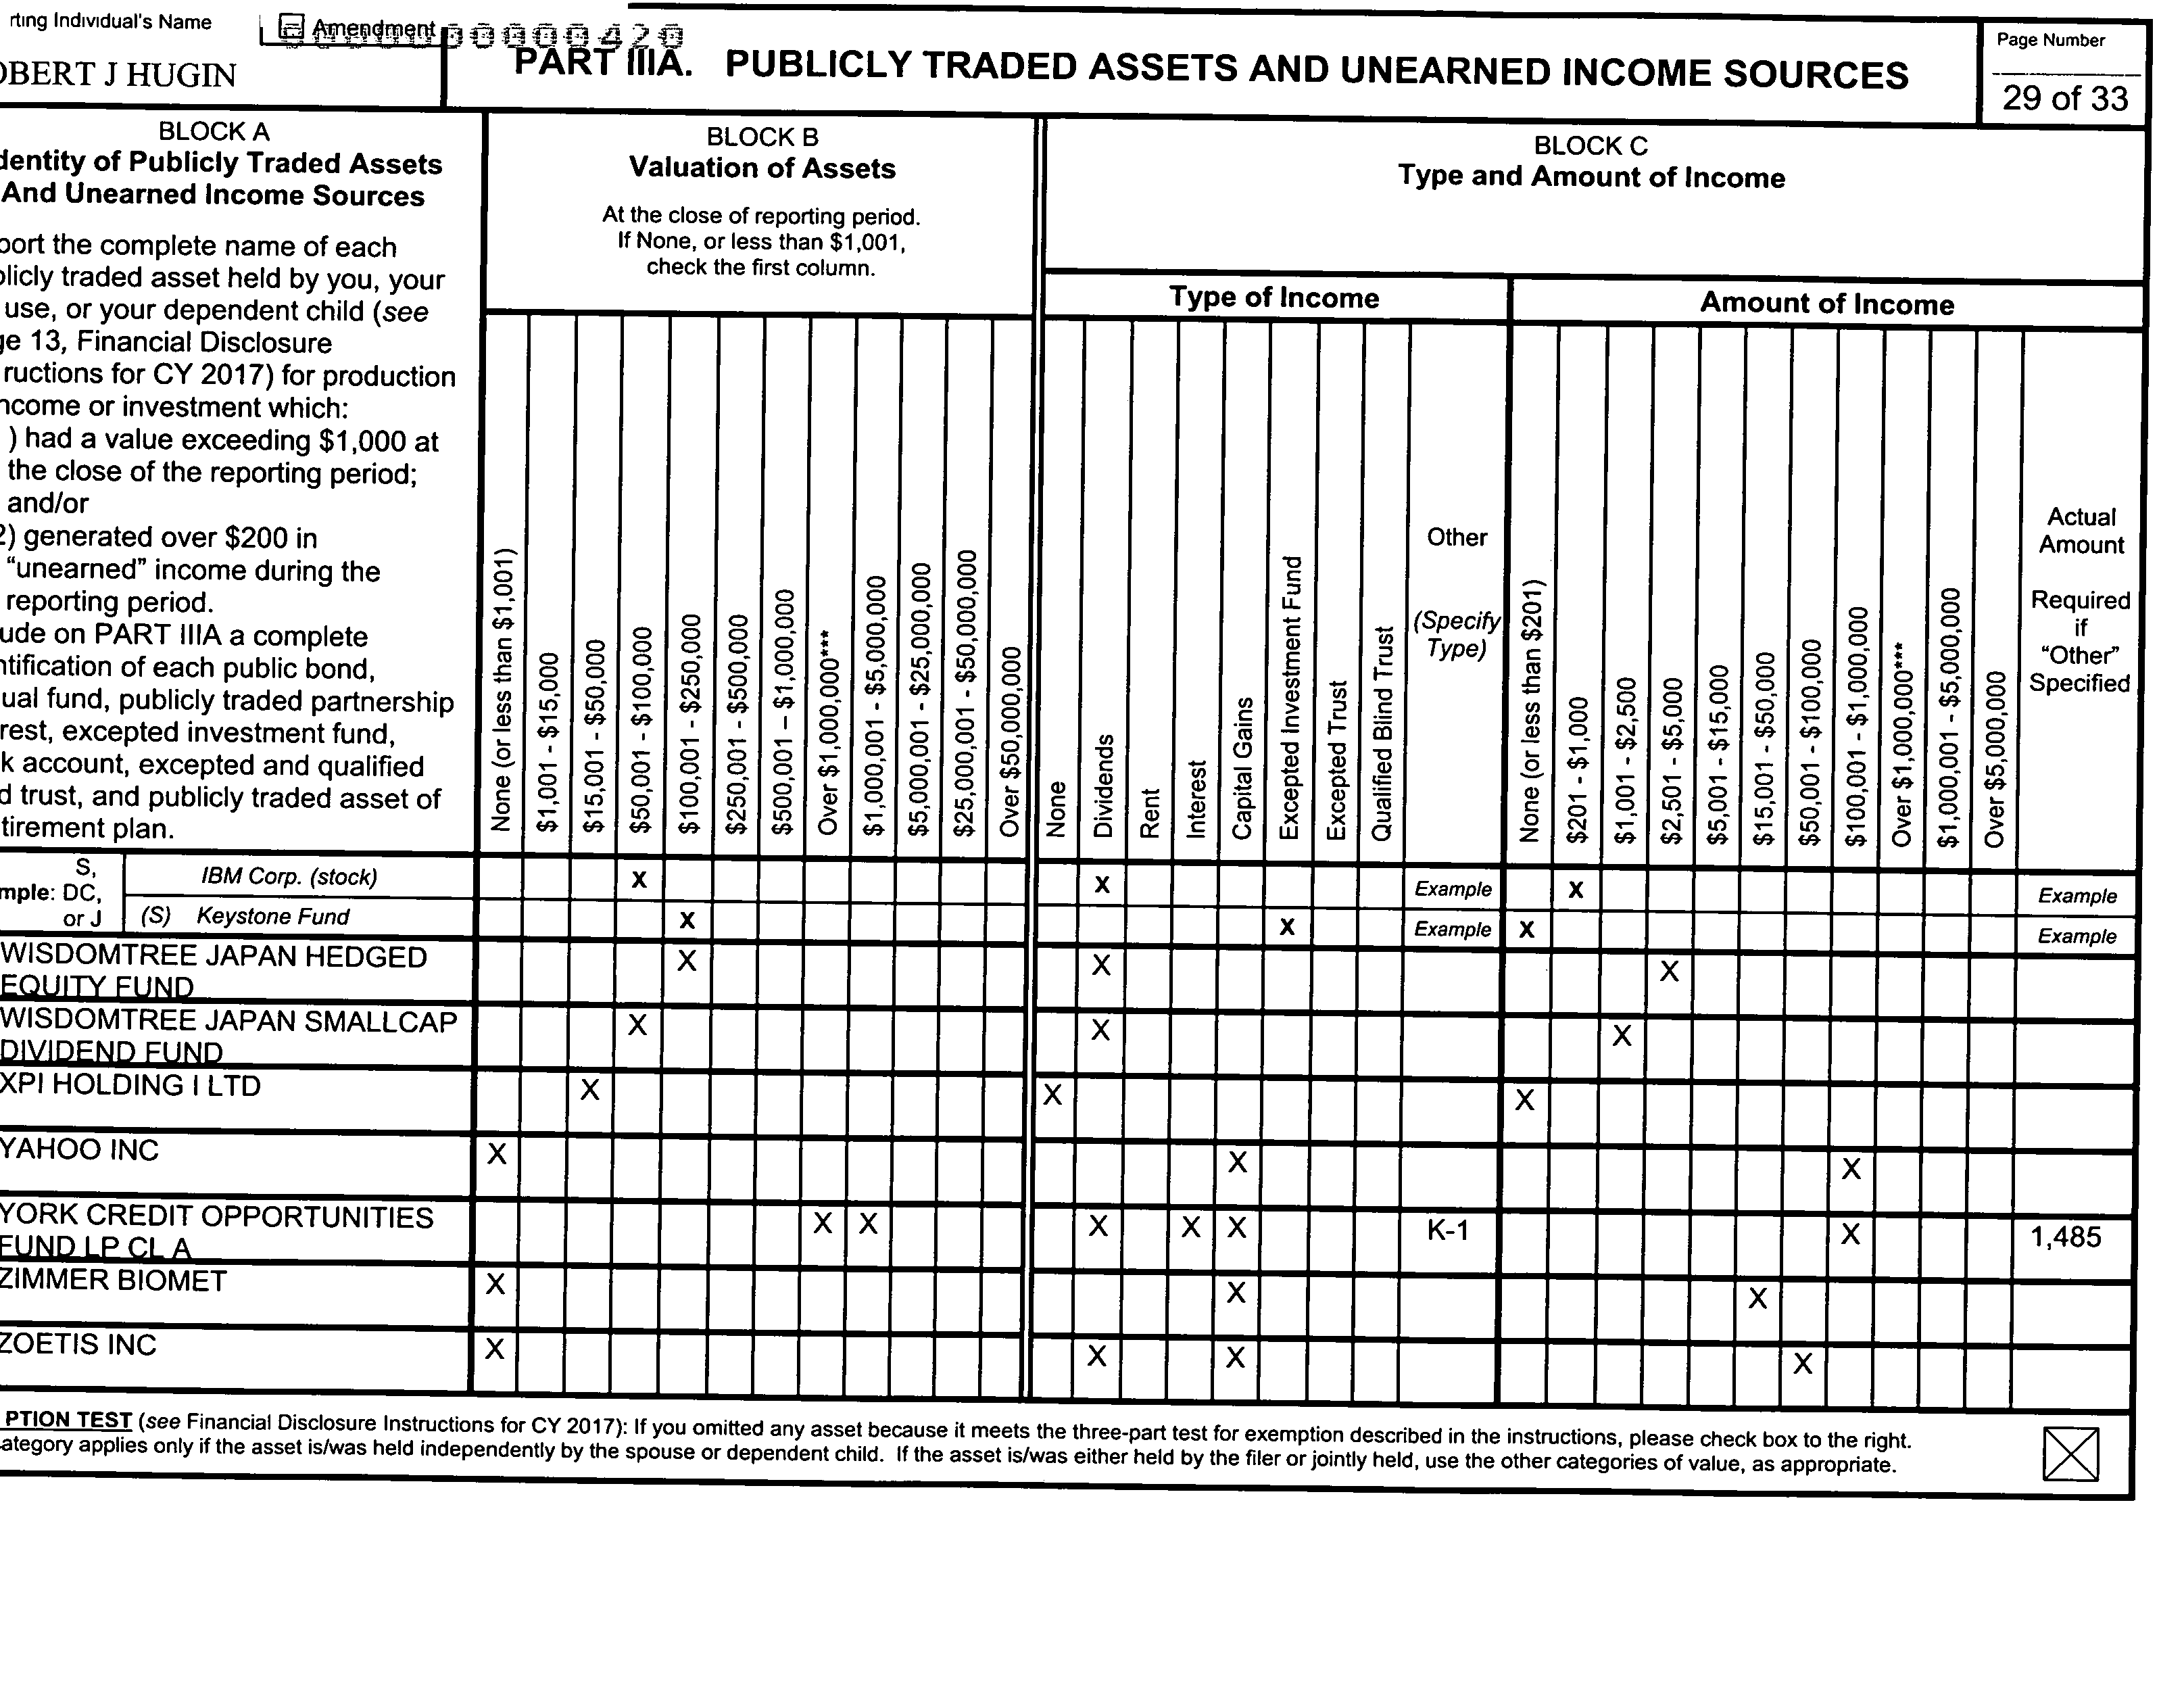 rting Individual's Name
Amendment
00000420
OBERT J HUGIN
PART IIIA. PUBLICLY TRADED ASSETS AND UNEARNED INCOME SOURCES
Page Number
29 of 33
BLOCK A
dentity of Publicly Traded Assets
And Unearned Income Sources
port the complete name of each
blicly traded asset held by you, your
use, or your dependent child (see
ge 13, Financial Disclosure
ructions for CY 2017) for production
ncome or investment which:
) had a value exceeding $1,000 at
the close of the reporting period;
and/or
2) generated over $200 in
"unearned" income during the
reporting period.
ude on PART IIIA a complete
ntification of each public bond,
ual fund, publicly traded partnership
rest, excepted investment fund,
k account, excepted and qualified
d trust, and publicly traded asset of
tirement plan.
BLOCK B
Valuation of Assets
At the close of reporting period.
If None, or less than $1,001,
check the first column.
None (or less than $1,001)
$1,001 - $15,000
$15,001 - $50,000
$50,001 - $100,000
$100,001 - $250,000
$250,001 - $500,000
$500,001 – $1,000,000
Over $1,000,000***
$1,000,001 - $5,000,000
$5,000,001 - $25,000,000
$25,000,001 - $50,000,000
Over $50,000,000
BLOCK C
Type and Amount of Income
Type of Income
None
Dividends
Rent
Interest
Capital Gains
Excepted Investment Fund
Excepted Trust
Qualified Blind Trust
Other
(Specify
Type)
Amount of Income
None (or less than $201)
$201 - $1,000
$1,001 - $2,500
$2,501 - $5,000
$5,001 - $15,000
$15,001 - $50,000
$50,001 - $100,000
$100,001 - $1,000,000
Over $1,000,000***
$1,000,001 - $5,000,000
Over $5,000,000
Actual
Amount
Required
if
"Other"
Specified
S,
mple: DC,
or J
IBM Corp. (stock) X X Example X Example
(S) Keystone Fund X X Example X Example
WISDOMTREE JAPAN HEDGED X X X
EQUITY FUND
WISDOMTREE JAPAN SMALLCAP X X X
DIVIDEND FUND
XPI HOLDING I LTD X X X
YAHOO INC X X X
YORK CREDIT OPPORTUNITIES X X X X X K-1 X 1,485
FUND LP CL A
ZIMMER BIOMET X X X
ZOETIS INC X X X X
PTION TEST (see Financial Disclosure Instructions for CY 2017): If you omitted any asset because it meets the three-part test for exemption described in the instructions, please check box to the right.
ategory applies only if the asset is/was held independently by the spouse or dependent child. If the asset is/was either held by the filer or jointly held, use the other categories of value, as appropriate.